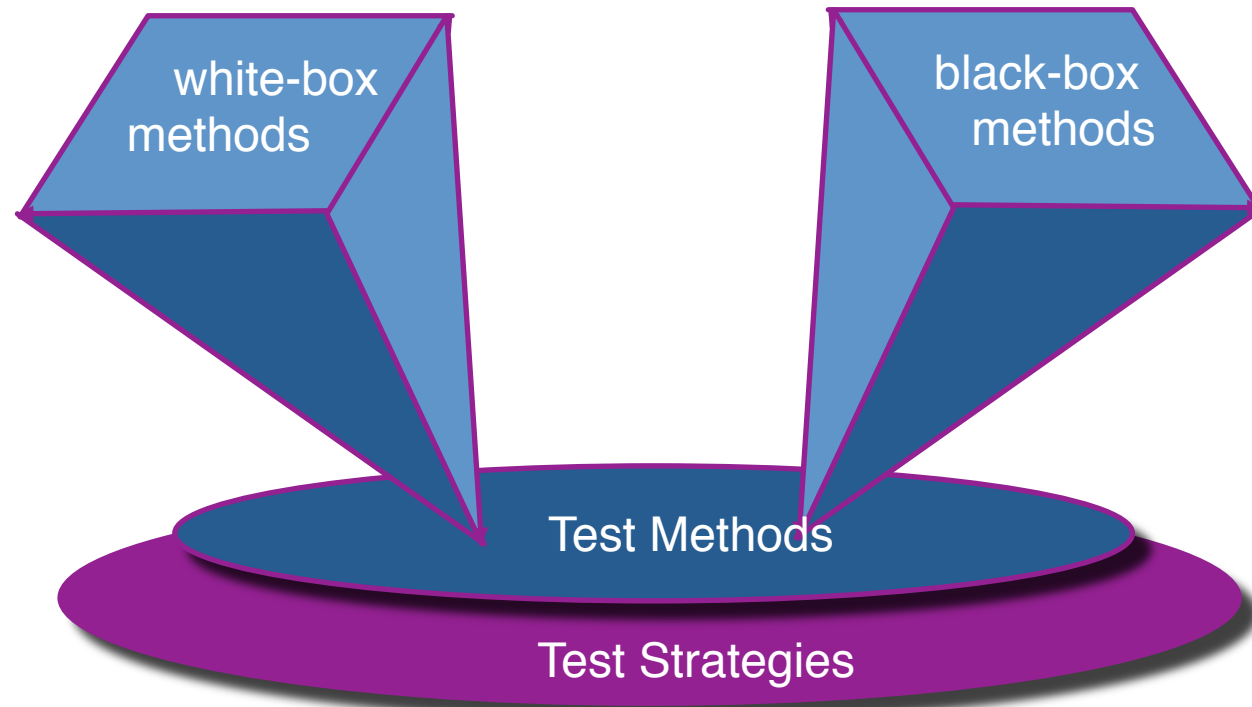 white-box
methods
black-box
methods
Test Methods
Test Strategies